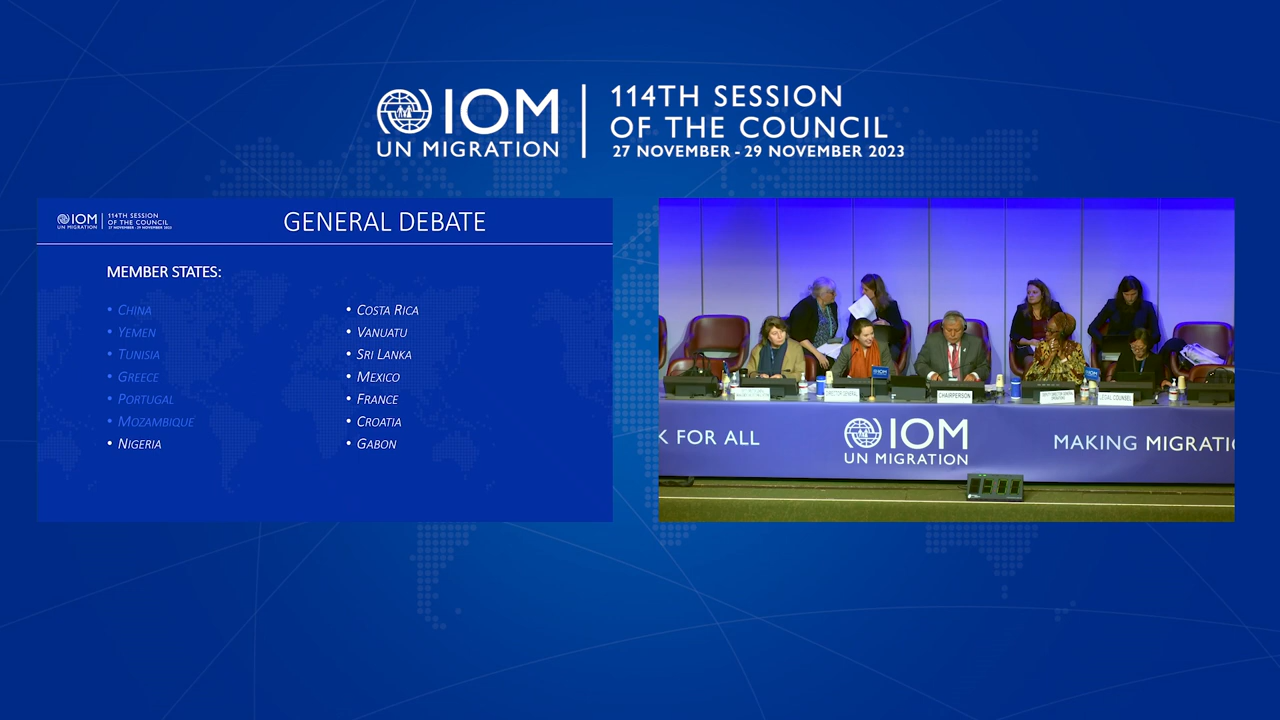 IOM
UN MIGRATION
114TH SESSION
OF THE COUNCIL
27 NOVEMBER - 29 NOVEMBER 2023
IOM
UN MIGRATION
114TH SESSION
OF THE COUNCIL
27 NOVEMBER - 29 NOVEMBER 2023
GENERAL DEBATE
MEMBER STATES:
• CHINA
• YEMEN
• TUNISIA
• GREECE
• PORTUGAL
• MOZAMBIQUE
• NIGERIA
• COSTA RICA
• VANUATU
• SRI LANKA
• MEXICO
• FRANCE
• CROATIA
• GABON
DIRECTOR GENERAL
CHAIRPERSON
LEGAL COUNSEL
K FOR ALL
IOM
UN MIGRATION
MAKING MIGRATIO